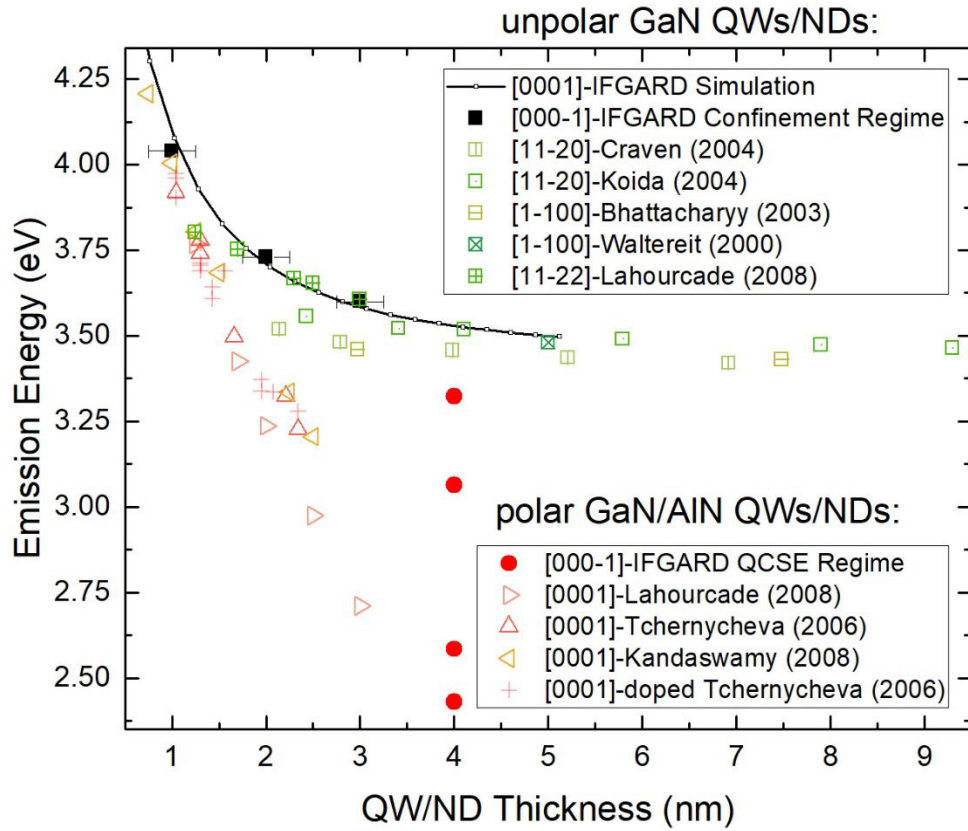 unpolar GaN QWs/NDs:
[0001]-IFGARD Simulation
[000-1]-IFGARD Confinement Regime
[11-20]-Craven (2004)
[11-20]-Koida (2004)
[1-100]-Bhattacharyy (2003)
[1-100]-Waltereit (2000)
[11-22]-Lahourcade (2008)
polar GaN/AlN QWs/NDs:
[000-1]-IFGARD QCSE Regime
[0001]-Lahourcade (2008)
[0001]-Tchernycheva (2006)
[0001]-Kandaswamy (2008)
[0001]-doped Tchernycheva (2006)
Emission Energy (eV)
4.25
4.00
3.75
3.50
3.25
3.00
2.75
2.50
1 2 3 4 5 6 7 8 9
QW/ND Thickness (nm)